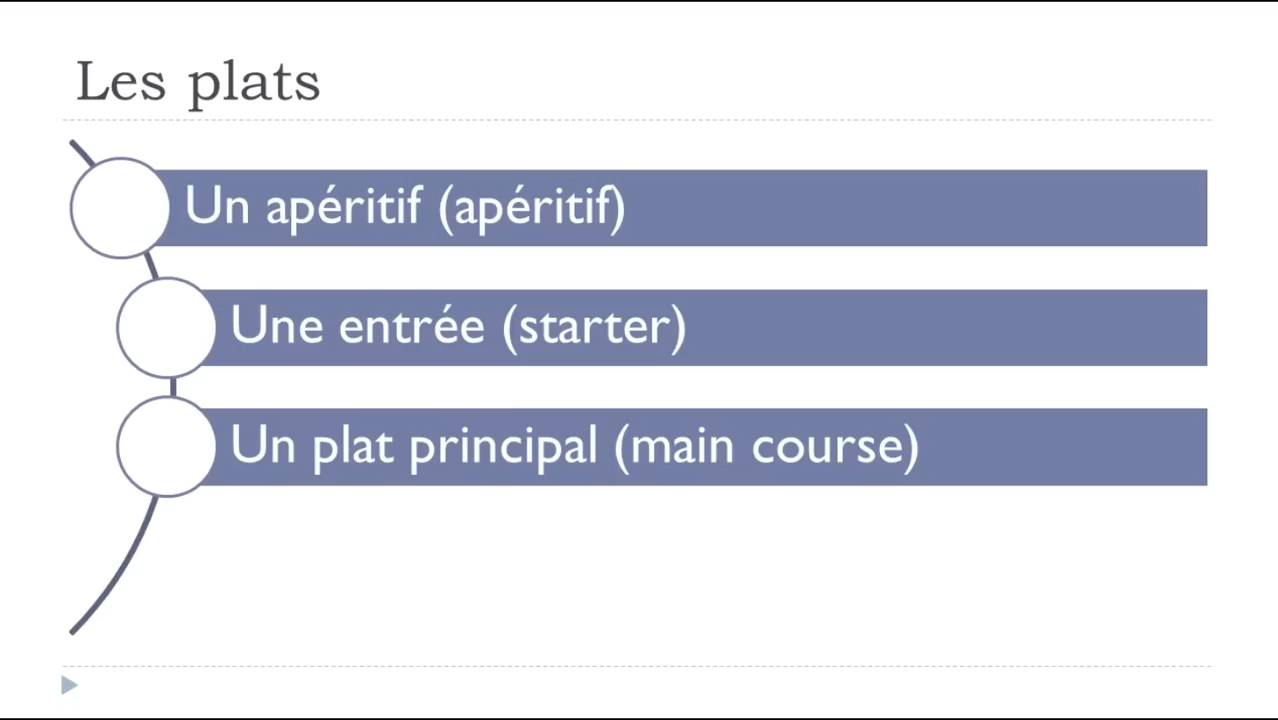 Les plats
Un apéritif (apéritif)
Une entrée (starter)
Un plat principal (main course)